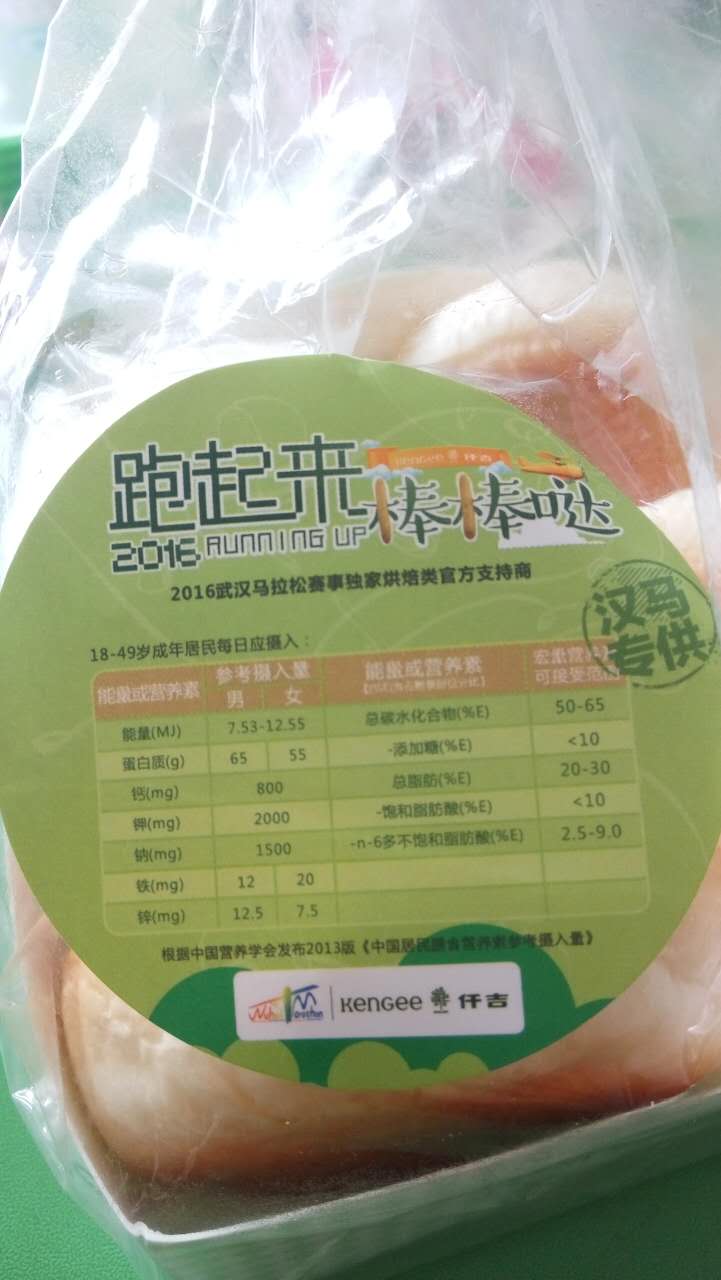 KENGEE 仟吉
跑起来棒棒哒
2016 RUNNING UP
2016武汉马拉松赛事独家烘焙类官方支持商
汉马
专供
18-49岁成年居民每日应摄入：
能量或营养素 参考摄入量 能量或营养素 宏量营养
男 女 可接受范
能量(MJ) 7.53-12.55 总碳水化合物(%E) 50-65
蛋白质(g) 65 55 -添加糖(%E) <10
钙(mg) 800 总脂肪(%E) 20-30
钾(mg) 2000 -饱和脂肪酸(%E) <10
钠(mg) 1500 -n-6多不饱和脂肪酸(%E) 2.5-9.0
铁(mg) 12 20
锌(mg) 12.5 7.5
根据中国营养学会发布2013版《中国居民膳食营养素参考摄入量》
KENGEE 仟吉